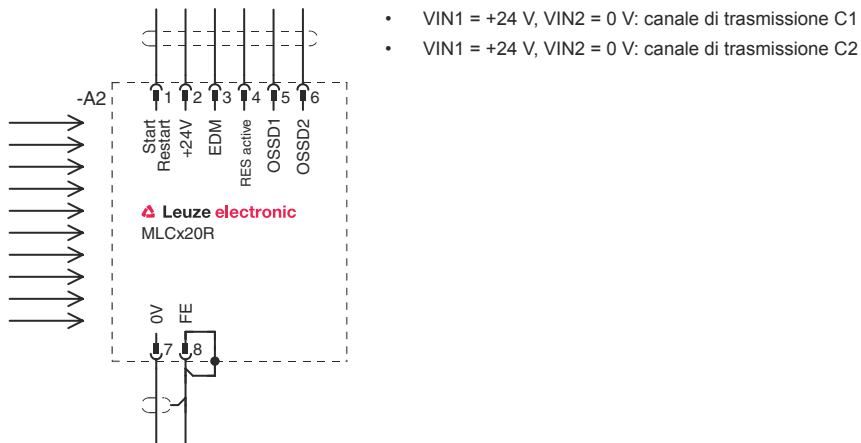 • VIN1 = +24 V, VIN2 = 0 V: canale di trasmissione C1
• VIN1 = +24 V, VIN2 = 0 V: canale di trasmissione C2
-A2
1 2 3 4 5 6
Start
Restart
+24V
EDM
RES active
OSSD1
OSSD2
Leuze electronic
MLCx20R
0V
FE
7 8